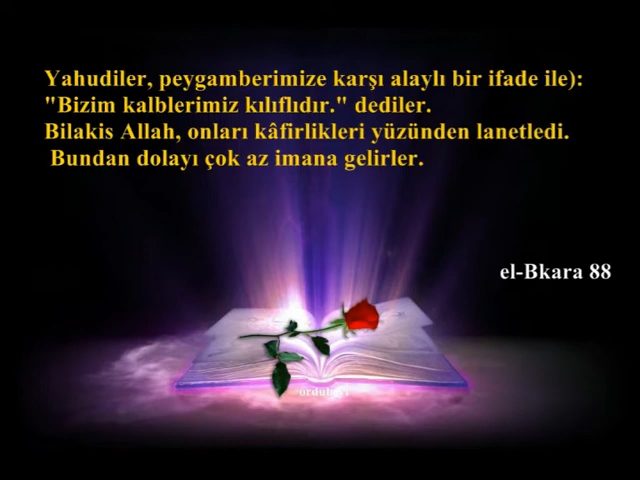 Yahudiler, peygamberimize karşı alaylı bir ifade ile):
"Bizim kalblerimiz kılıflıdır." dediler.
Bilakis Allah, onları kâfirlikleri yüzünden lanetledi.
Bundan dolayı çok az imana gelirler.
el-Bkara 88